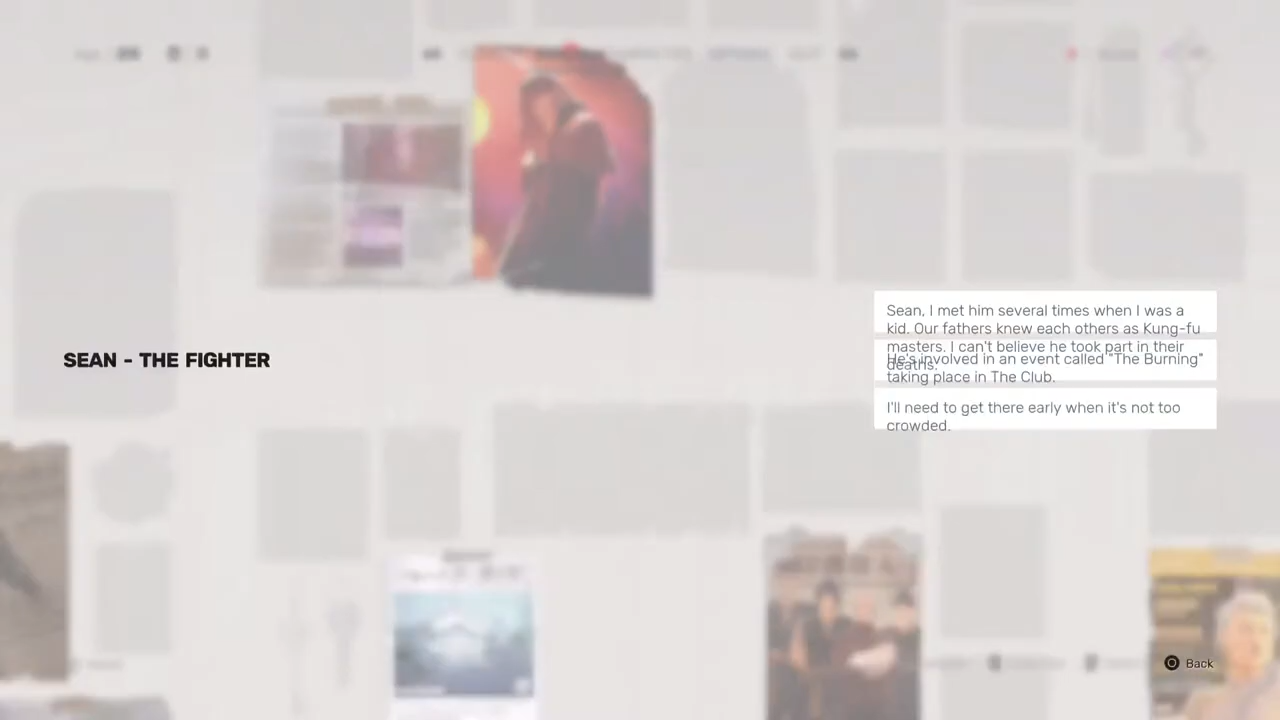 SEAN - THE FIGHTER
Sean, I met him several times when I was a
kid. Our fathers knew each others as Kung-fu
masters. I can't believe he took part in their
deaths.
He's involved in an event called "The Burning"
taking place in The Club.
I'll need to get there early when it's not too
crowded.
Back